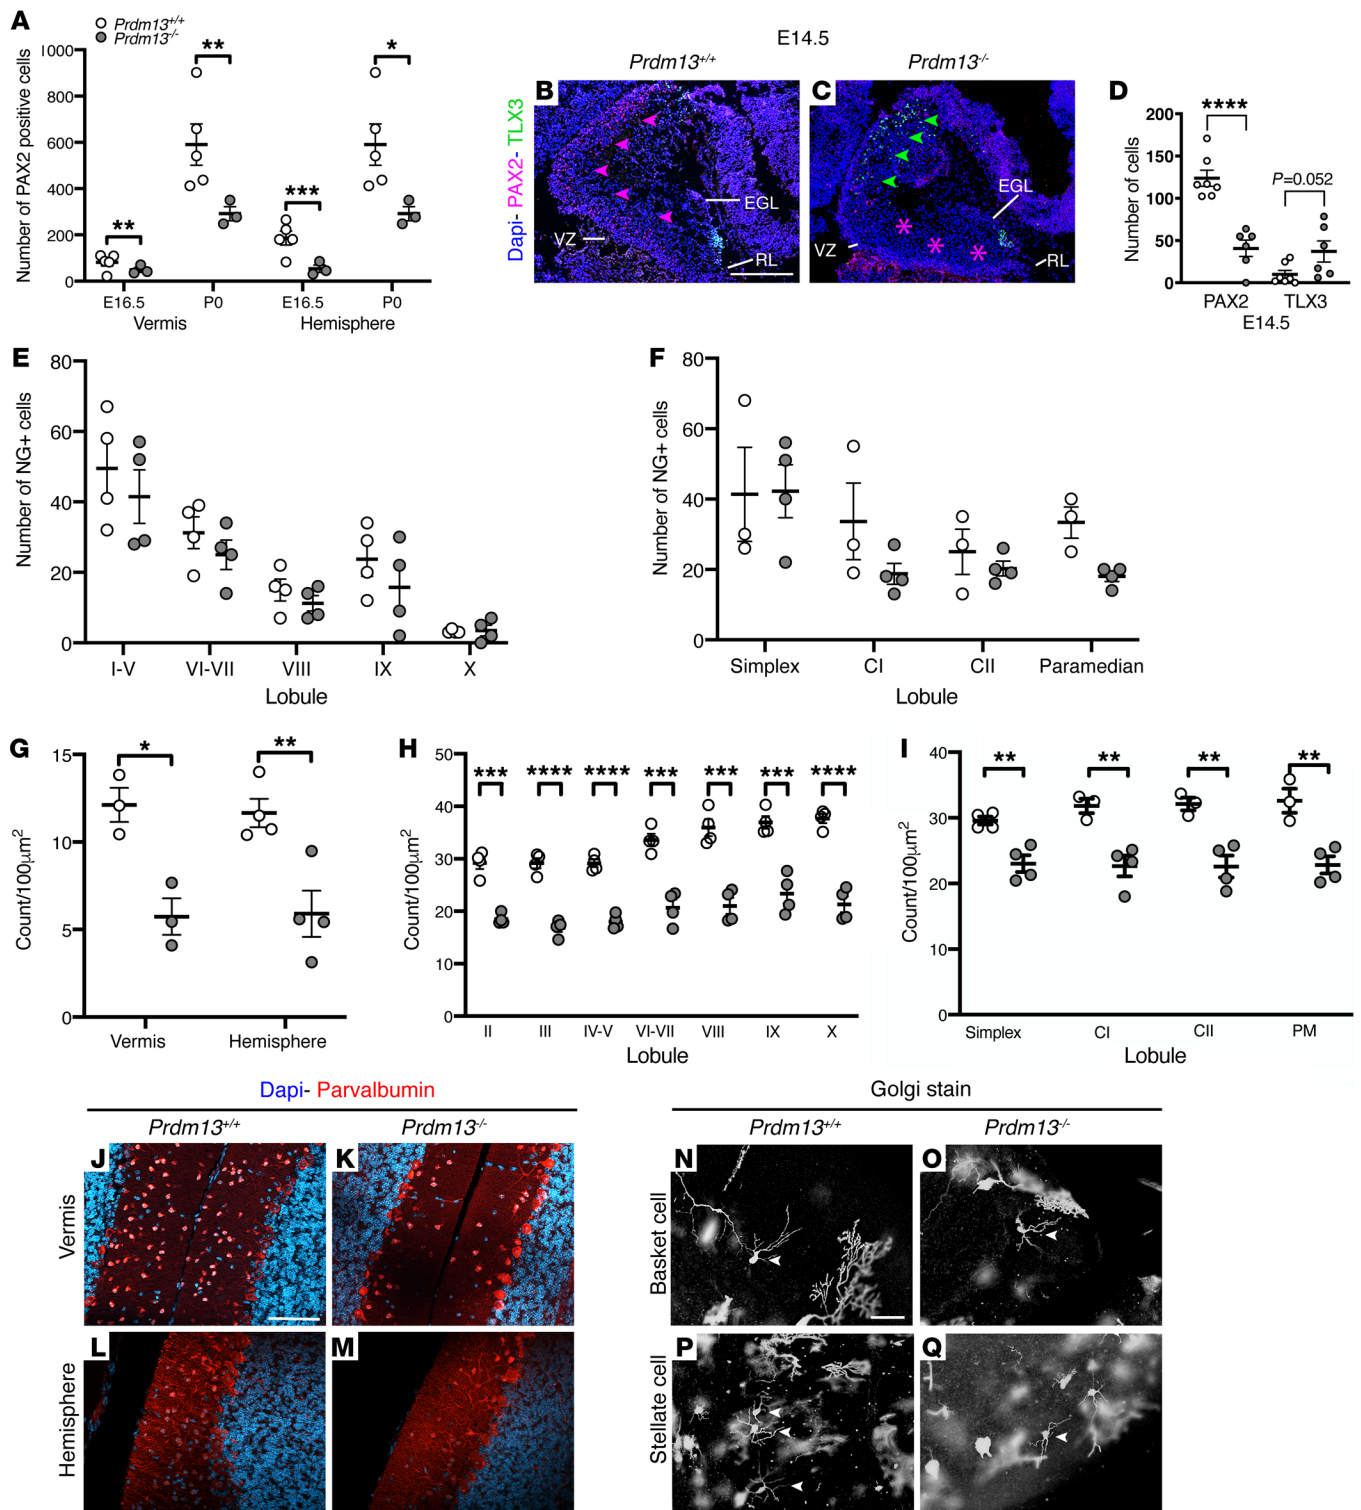 A
Prdm13+/+
Prdm13-/-
Number of PAX2 positive cells
1000
800
600
400
200
0
**
**
***
*
E16.5 P0 E16.5 P0
Vermis Hemisphere
E14.5
Prdm13+/+ Prdm13-/-
Dapi- PAX2- TLX3
B
VZ
EGL
RL
C
EGL
VZ
RL
* * *
D
Number of cells
200
150
100
50
0
****
P=0.052
PAX2 TLX3
E14.5
E
Number of NG+ cells
80
60
40
20
0
I-V VI-VII VIII IX X
Lobule
F
Number of NG+ cells
80
60
40
20
0
Simplex CI CII Paramedian
Lobule
G
Count/100µm2
15
10
5
0
* **
Vermis Hemisphere
H
Count/100µm2
50
40
30
20
10
0
*** **** **** *** *** *** ****
II III IV-V VI-VII VIII IX X
Lobule
I
Count/100µm2
40
30
20
10
0
** ** ** **
Simplex CI CII PM
Lobule
Dapi- Parvalbumin
Prdm13+/+ Prdm13-/-
Vermis
J
K
Hemisphere
L
M
Golgi stain
Prdm13+/+ Prdm13-/-
Basket cell
N
O
Stellate cell
P
Q